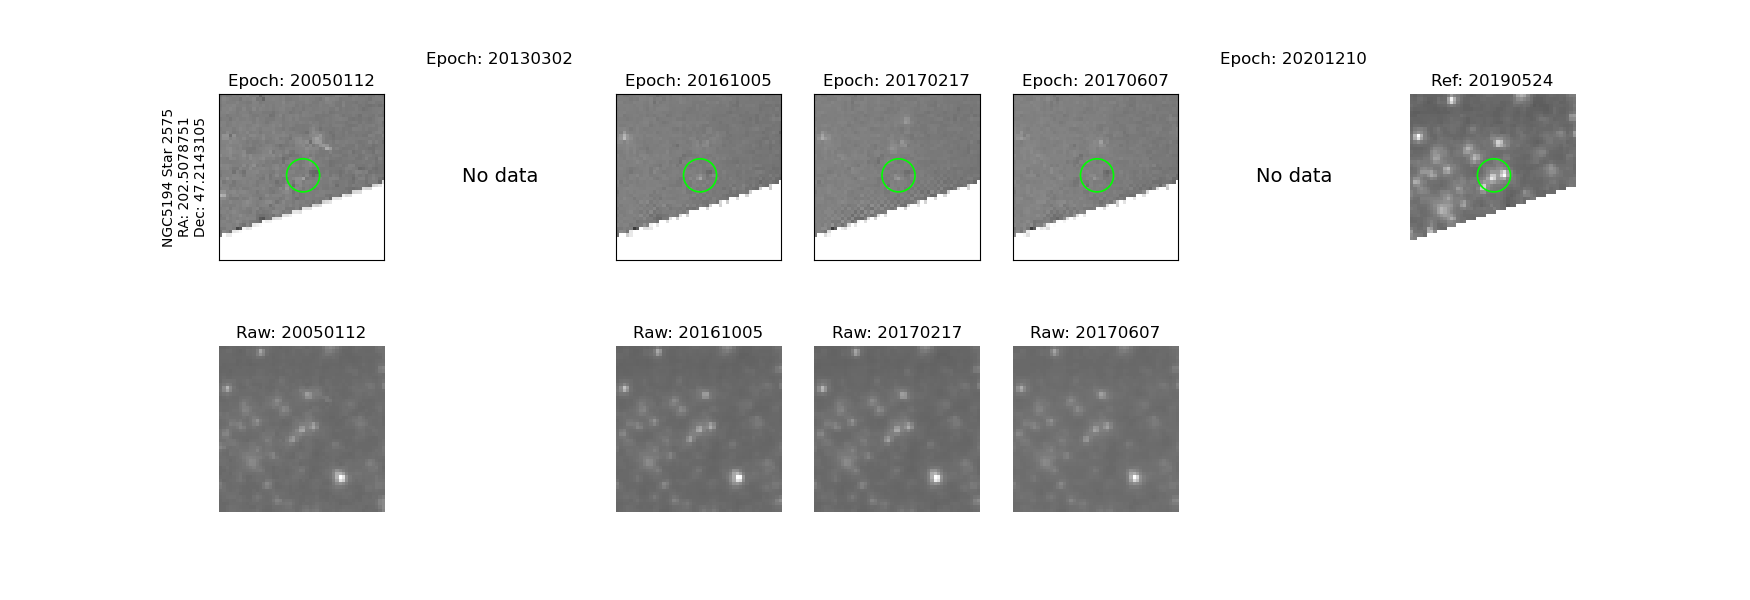 Epoch: 20130302
Epoch: 20201210
Epoch: 20050112
Epoch: 20161005
Epoch: 20170217
Epoch: 20170607
Ref: 20190524
NGC5194 Star 2575
RA: 202.5078751
Dec: 47.2143105
No data
No data
Raw: 20050112
Raw: 20161005
Raw: 20170217
Raw: 20170607